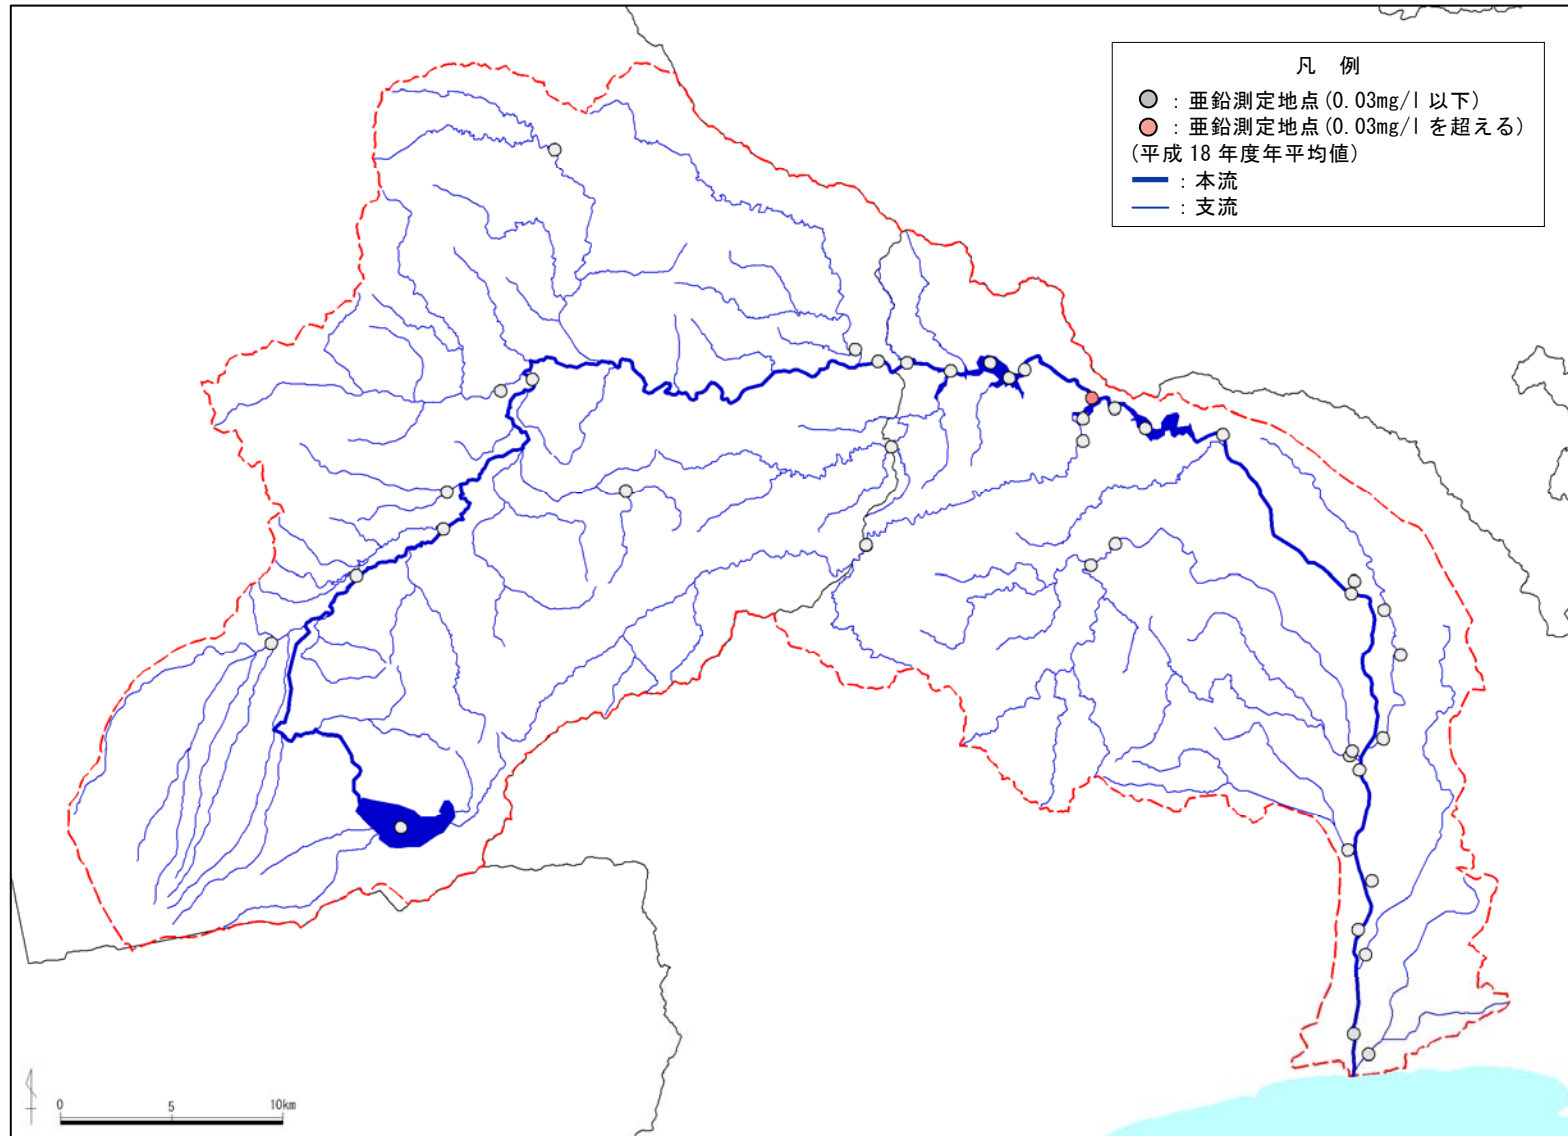 凡 例
: 亜鉛測定地点(0.03mg/l 以下)
: 亜鉛測定地点(0.03mg/l を超える)
(平成 18 年度年平均値)
: 本流
: 支流
0 5 10km